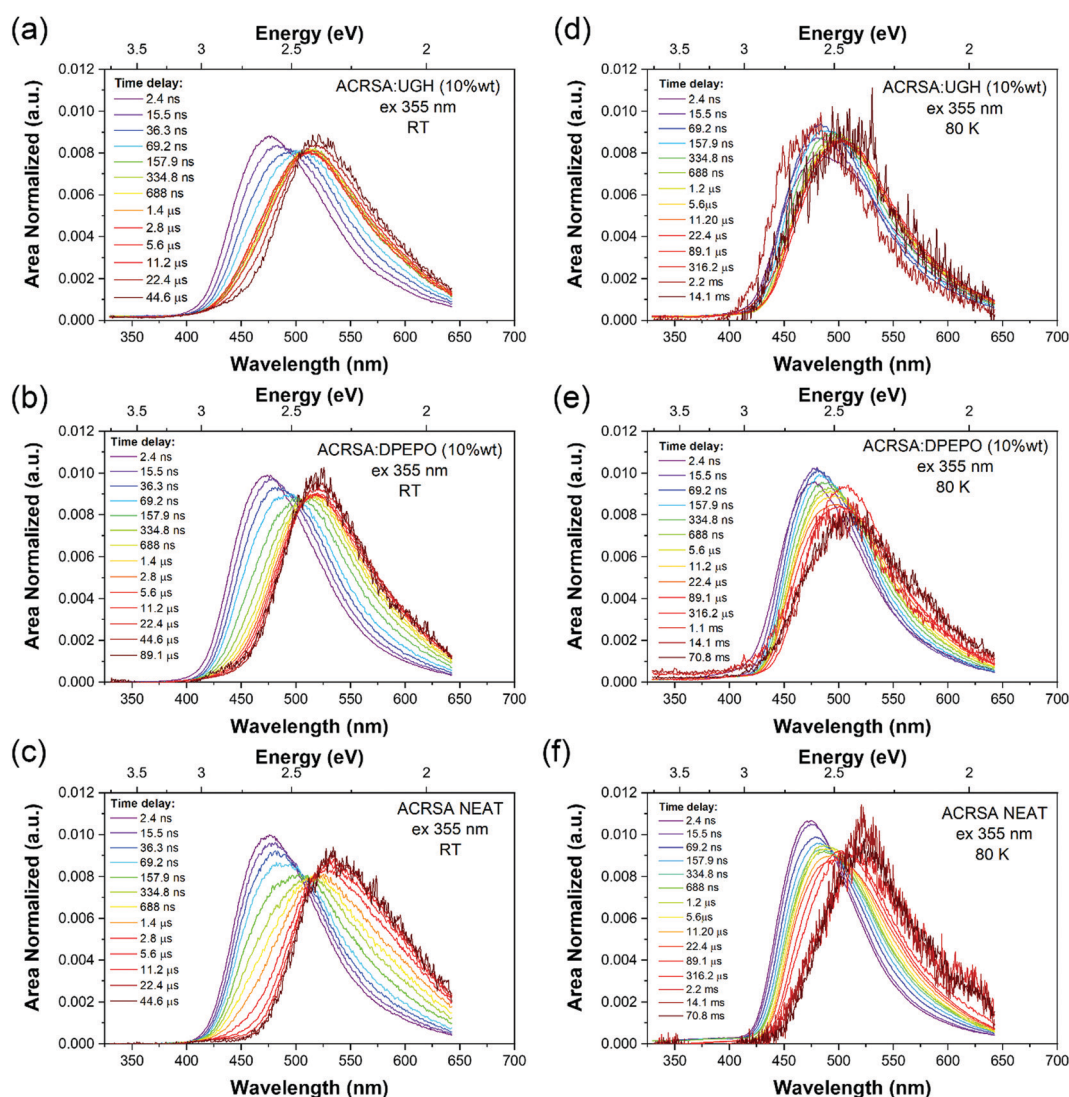 (a)
Energy (eV)
3.5 3 2.5 2
0.012
0.010
0.008
0.006
0.004
0.002
0.000
Area Normalized (a.u.)
Time delay:
2.4 ns
15.5 ns
36.3 ns
69.2 ns
157.9 ns
334.8 ns
688 ns
1.4 µs
2.8 µs
5.6 µs
11.2 µs
22.4 µs
44.6 µs
ACRSA:UGH (10%wt)
ex 355 nm
RT
350 400 450 500 550 600 650 700
Wavelength (nm)
(d)
Energy (eV)
3.5 3 2.5 2
0.012
0.010
0.008
0.006
0.004
0.002
0.000
Area Normalized (a.u.)
Time delay:
2.4 ns
15.5 ns
69.2 ns
157.9 ns
334.8 ns
688 ns
1.2 µs
5.6µs
11.20 µs
22.4 µs
89.1 µs
316.2 µs
2.2 ms
14.1 ms
ACRSA:UGH (10%wt)
ex 355 nm
80 K
350 400 450 500 550 600 650 700
Wavelength (nm)
(b)
Energy (eV)
3.5 3 2.5 2
0.012
0.010
0.008
0.006
0.004
0.002
0.000
Area Normalized (a.u.)
Time delay:
2.4 ns
15.5 ns
36.3 ns
69.2 ns
157.9 ns
334.8 ns
688 ns
1.4 µs
2.8 µs
5.6 µs
11.2 µs
22.4 µs
44.6 µs
89.1 µs
ACRSA:DPEPO (10%wt)
ex 355 nm
RT
350 400 450 500 550 600 650 700
Wavelength (nm)
(e)
Energy (eV)
3.5 3 2.5 2
0.012
0.010
0.008
0.006
0.004
0.002
0.000
Area Normalized (a.u.)
Time delay:
2.4 ns
15.5 ns
69.2 ns
157.9 ns
334.8 ns
688 ns
5.6 µs
11.2 µs
22.4 µs
89.1 µs
316.2 µs
1.1 ms
14.1 ms
70.8 ms
ACRSA:DPEPO (10%wt)
ex 355 nm
80 K
350 400 450 500 550 600 650 700
Wavelength (nm)
(c)
Energy (eV)
3.5 3 2.5 2
0.012
0.010
0.008
0.006
0.004
0.002
0.000
Area Normalized (a.u.)
Time delay:
2.4 ns
15.5 ns
36.3 ns
69.2 ns
157.9 ns
334.8 ns
688 ns
1.4 µs
2.8 µs
5.6 µs
11.2 µs
22.4 µs
44.6 µs
ACRSA NEAT
ex 355 nm
RT
350 400 450 500 550 600 650 700
Wavelength (nm)
(f)
Energy (eV)
3.5 3 2.5 2
0.012
0.010
0.008
0.006
0.004
0.002
0.000
Area Normalized (a.u.)
Time delay:
2.4 ns
15.5 ns
69.2 ns
157.9 ns
334.8 ns
688 ns
1.2 µs
5.6µs
11.20 µs
22.4 µs
89.1 µs
316.2 µs
2.2 ms
14.1 ms
70.8 ms
ACRSA NEAT
ex 355 nm
80 K
350 400 450 500 550 600 650 700
Wavelength (nm)